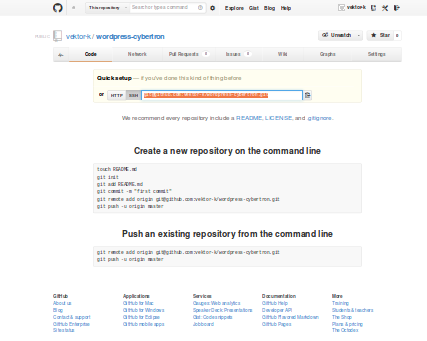 This repository
Search or type a command
Explore Gist Blog Help
vektor-k
PUBLIC
vektor-k / wordpress-cybertron
Unwatch
Star 0
Code
Network
Pull Requests 0
Issues 0
Wiki
Graphs
Settings
Quick setup — if you've done this kind of thing before
or HTTP SSH
We recommend every repository include a README, LICENSE, and .gitignore.
Create a new repository on the command line
touch README.md
git init
git add README.md
git commit -m "first commit"
git remote add origin git@github.com:vektor-k/wordpress-cybertron.git
git push -u origin master
Push an existing repository from the command line
git remote add origin git@github.com:vektor-k/wordpress-cybertron.git
git push -u origin master
GitHub
About us
Blog
Contact & support
GitHub Enterprise
Site status
Applications
GitHub for Mac
GitHub for Windows
GitHub for Eclipse
GitHub mobile apps
Services
Gauges: Web analytics
Speaker Deck: Presentations
Gist: Code snippets
Job board
Documentation
GitHub Help
Developer API
GitHub Flavored Markdown
GitHub Pages
More
Training
Students & teachers
The Shop
Plans & pricing
The Octodex